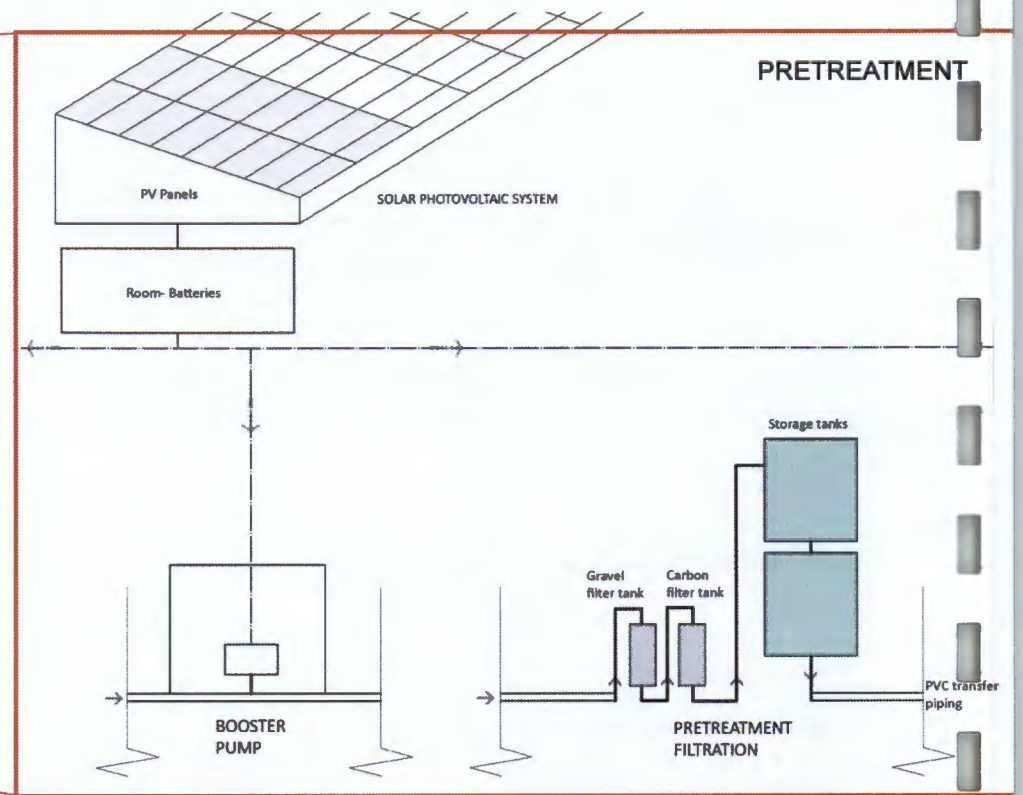 PRETREATMENT
PV Panels
SOLAR PHOTOVOLTAIC SYSTEM
Room- Batteries
Storage tanks
Gravel
filter tank
Carbon
filter tank
PVC transfer
piping
BOOSTER
PUMP
PRETREATMENT
FILTRATION